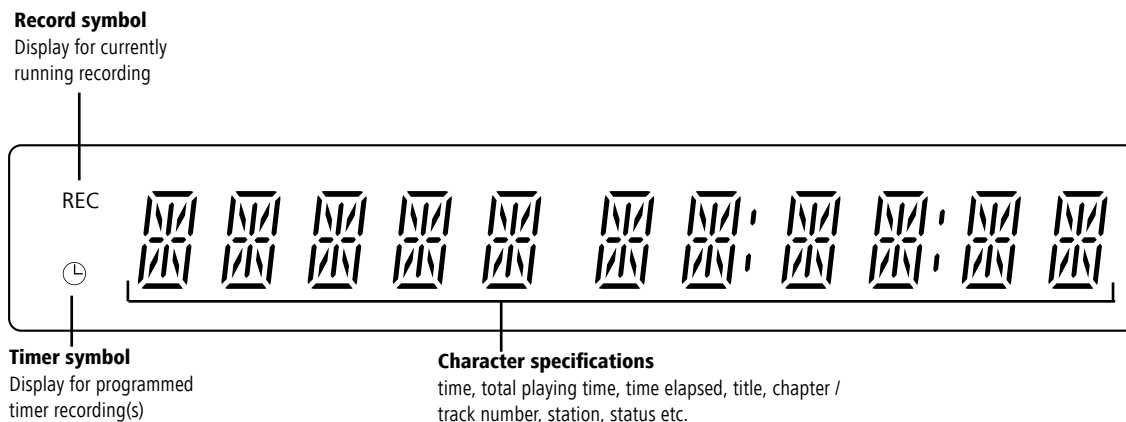 Record symbol
Display for currently
running recording
REC
Timer symbol
Display for programmed
timer recording(s)
Character specifications
time, total playing time, time elapsed, title, chapter /
track number, station, status etc.